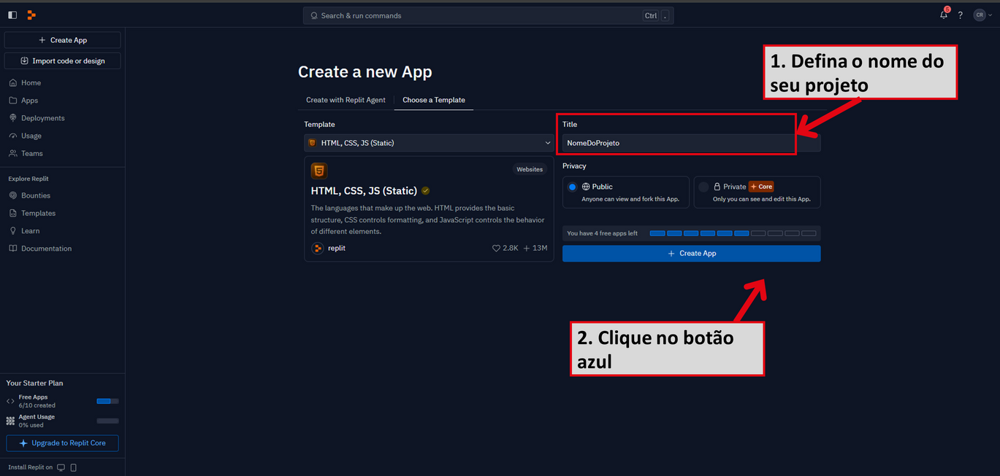 Search & run commands
Ctrl .
5
?
CR
+ Create App
Import code or design
Home
Apps
Deployments
Usage
Teams
Explore Replit
Bounties
Templates
Learn
Documentation
Your Starter Plan
Free Apps
6/10 created
Agent Usage
0% used
Upgrade to Replit Core
Install Replit on
Create a new App
Create with Replit Agent
Choose a Template
Template
HTML, CSS, JS (Static)
Websites
HTML, CSS, JS (Static)
The languages that make up the web. HTML provides the basic
structure, CSS controls formatting, and JavaScript controls the behavior
of different elements.
replit
2.8K + 13M
Title
NomeDoProjeto
Privacy
Public
Anyone can view and fork this App.
Private + Core
Only you can see and edit this App.
You have 4 free apps left
+ Create App
1. Defina o nome do
seu projeto
2. Clique no botão
azul